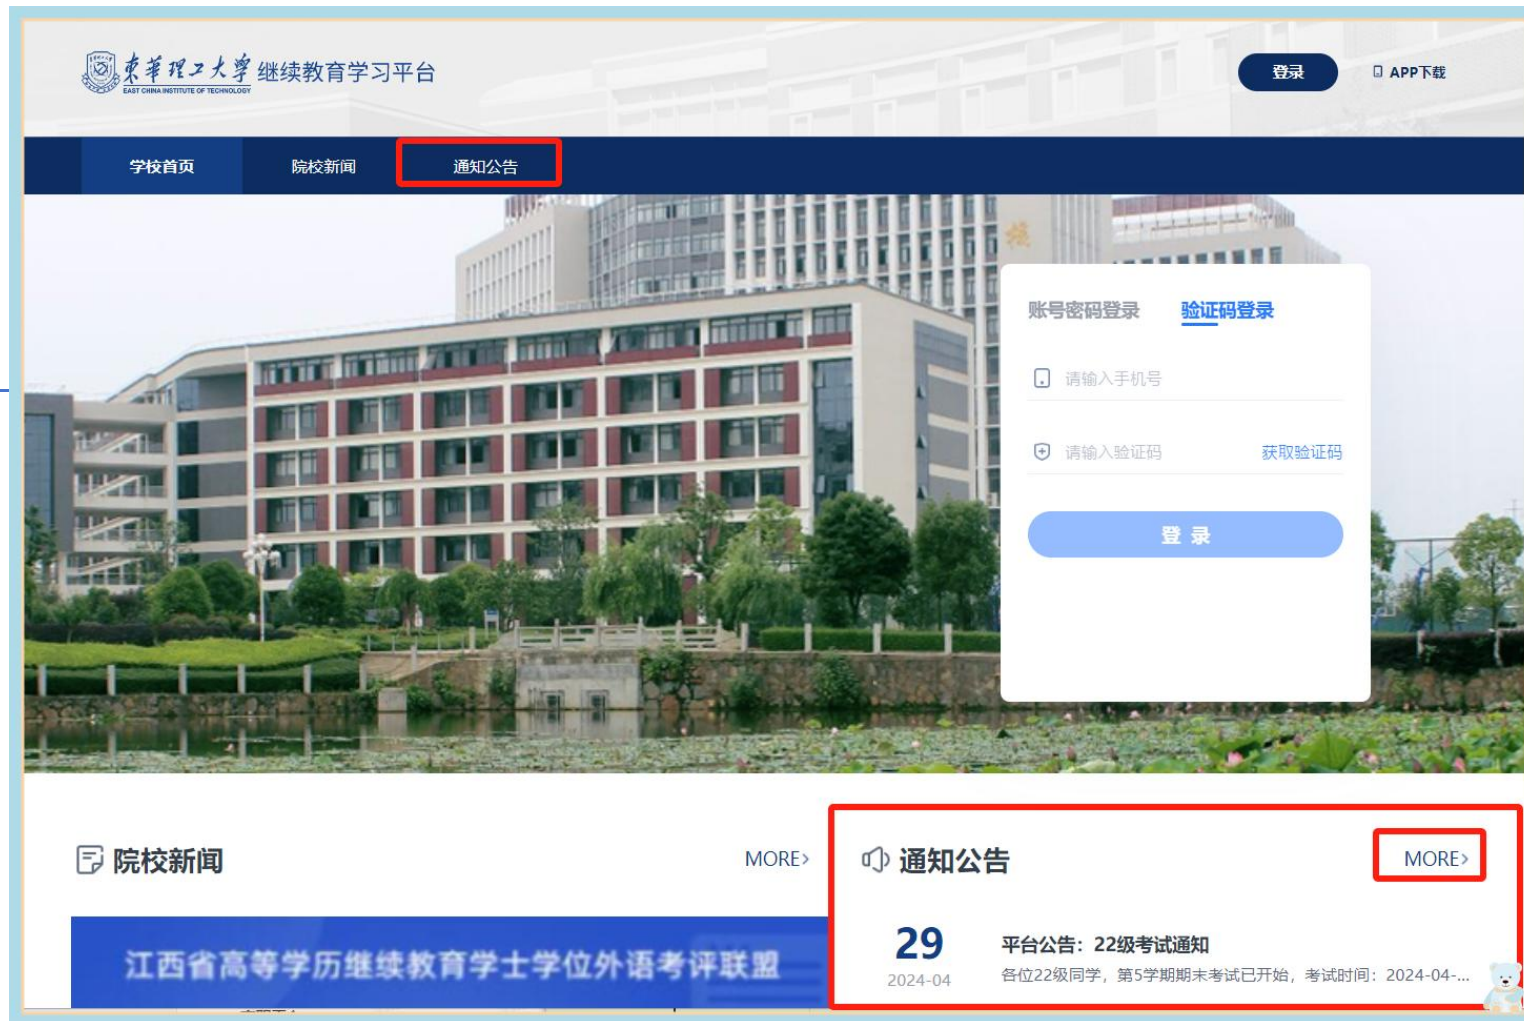 東華理工大学 继续教育学习平台
EAST CHINA INSTITUTE OF TECHNOLOGY
登录
APP下载
学校首页
院校新闻
通知公告
账号密码登录
验证码登录
请输入手机号
请输入验证码
获取验证码
登 录
院校新闻
MORE>
通知公告
MORE>
江西省高等学历继续教育学士学位外语考评联盟
29
2024-04
平台公告：22级考试通知
各位22级同学，第5学期期末考试已开始，考试时间：2024-04-...